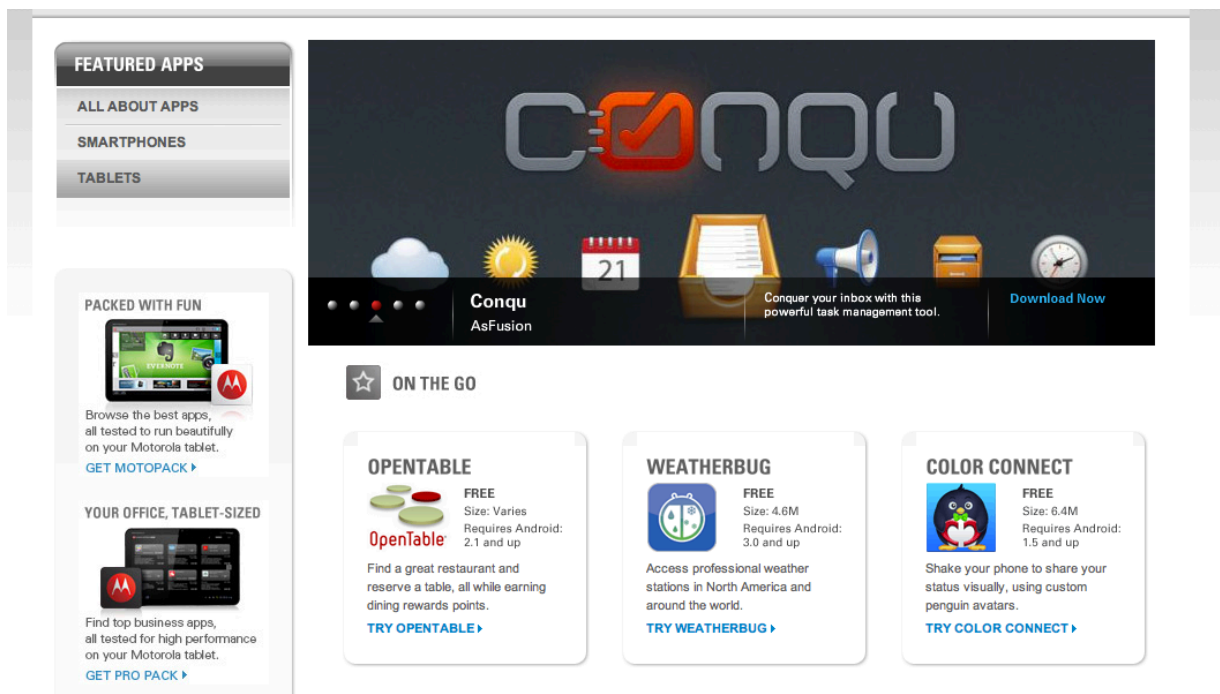 FEATURED APPS
ALL ABOUT APPS
SMARTPHONES
TABLETS
PACKED WITH FUN
EVERNOTE
Browse the best apps,
all tested to run beautifully
on your Motorola tablet.
GET MOTOPACK
YOUR OFFICE, TABLET-SIZED
Find top business apps,
all tested for high performance
on your Motorola tablet.
GET PRO PACK
CONQU
21
Conqu
AsFusion
Conquer your inbox with this
powerful task management tool.
Download Now
ON THE GO
OPENTABLE
OpenTable
FREE
Size: Varies
Requires Android:
2.1 and up
Find a great restaurant and
reserve a table, all while earning
dining rewards points.
TRY OPENTABLE
WEATHERBUG
FREE
Size: 4.6M
Requires Android:
3.0 and up
Access professional weather
stations in North America and
around the world.
TRY WEATHERBUG
COLOR CONNECT
FREE
Size: 6.4M
Requires Android:
1.5 and up
Shake your phone to share your
status visually, using custom
penguin avatars.
TRY COLOR CONNECT